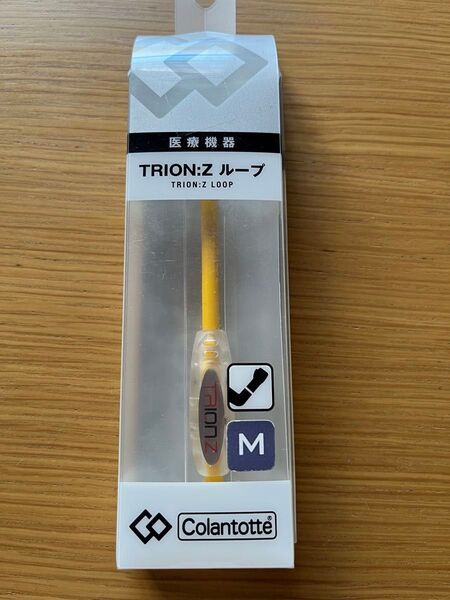 医療機器
TRION:Z ループ
TRION:Z LOOP
TRION:Z
M
Colantotte®